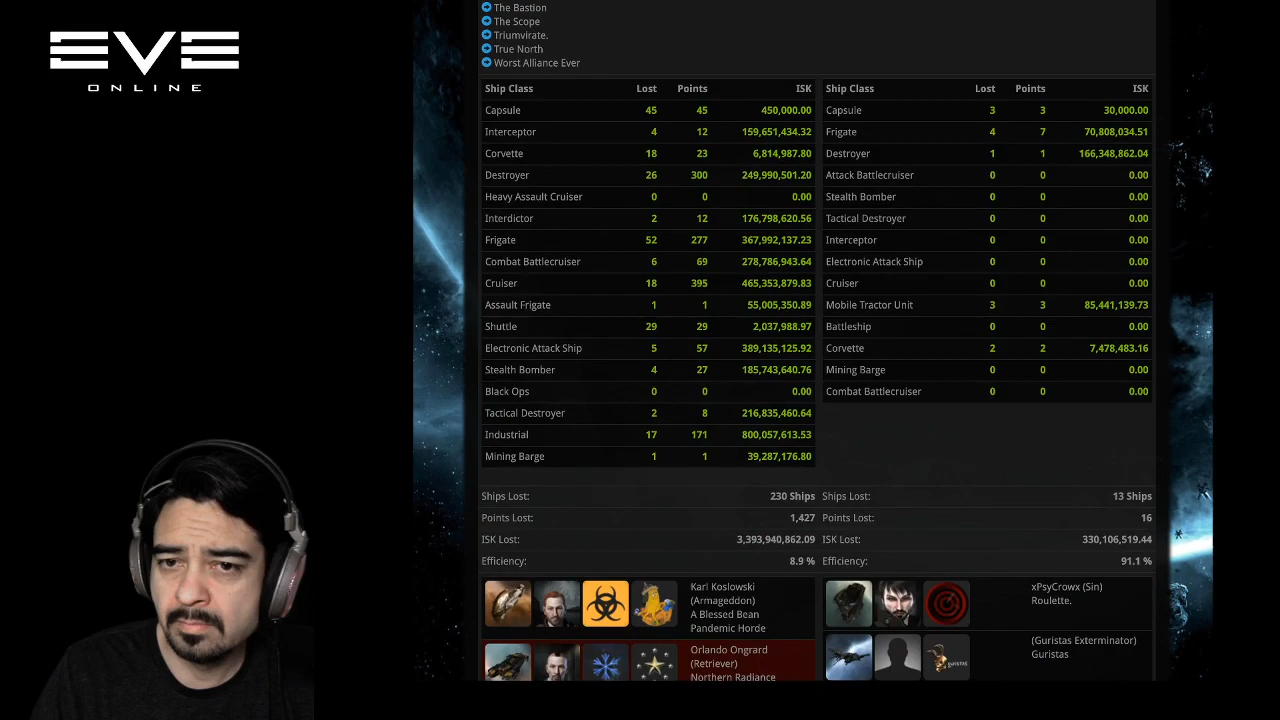 EVE
ONLINE
The Bastion
The Scope
Triumvirate.
True North
Worst Alliance Ever
Ship Class Lost Points ISK
Capsule 45 45 450,000.00
Interceptor 4 12 159,651,434.32
Corvette 18 23 6,814,987.80
Destroyer 26 300 249,990,501.20
Heavy Assault Cruiser 0 0 0.00
Interdictor 2 12 176,798,620.56
Frigate 52 277 367,992,137.23
Combat Battlecruiser 6 69 278,786,943.64
Cruiser 18 395 465,353,879.83
Assault Frigate 1 1 55,005,350.89
Shuttle 29 29 2,037,988.97
Electronic Attack Ship 5 57 389,135,125.92
Stealth Bomber 4 27 185,743,640.76
Black Ops 0 0 0.00
Tactical Destroyer 2 8 216,835,460.64
Industrial 17 171 800,057,613.53
Mining Barge 1 1 39,287,176.80
Ship Class Lost Points ISK
Capsule 3 3 30,000.00
Frigate 4 7 70,808,034.51
Destroyer 1 1 166,348,862.04
Attack Battlecruiser 0 0 0.00
Stealth Bomber 0 0 0.00
Tactical Destroyer 0 0 0.00
Interceptor 0 0 0.00
Electronic Attack Ship 0 0 0.00
Cruiser 0 0 0.00
Mobile Tractor Unit 3 3 85,441,139.73
Battleship 0 0 0.00
Corvette 2 2 7,478,483.16
Mining Barge 0 0 0.00
Combat Battlecruiser 0 0 0.00
Ships Lost: 230 Ships
Points Lost: 1,427
ISK Lost: 3,393,940,862.09
Efficiency: 8.9 %
Ships Lost: 13 Ships
Points Lost: 16
ISK Lost: 330,106,519.44
Efficiency: 91.1 %
Karl Koslowski
(Armageddon)
A Blessed Bean
Pandemic Horde
Orlando Ongrard
(Retriever)
Northern Radiance
xPsyCrowx (Sin)
Roulette.
(Guristas Exterminator)
Guristas
GURISTAS